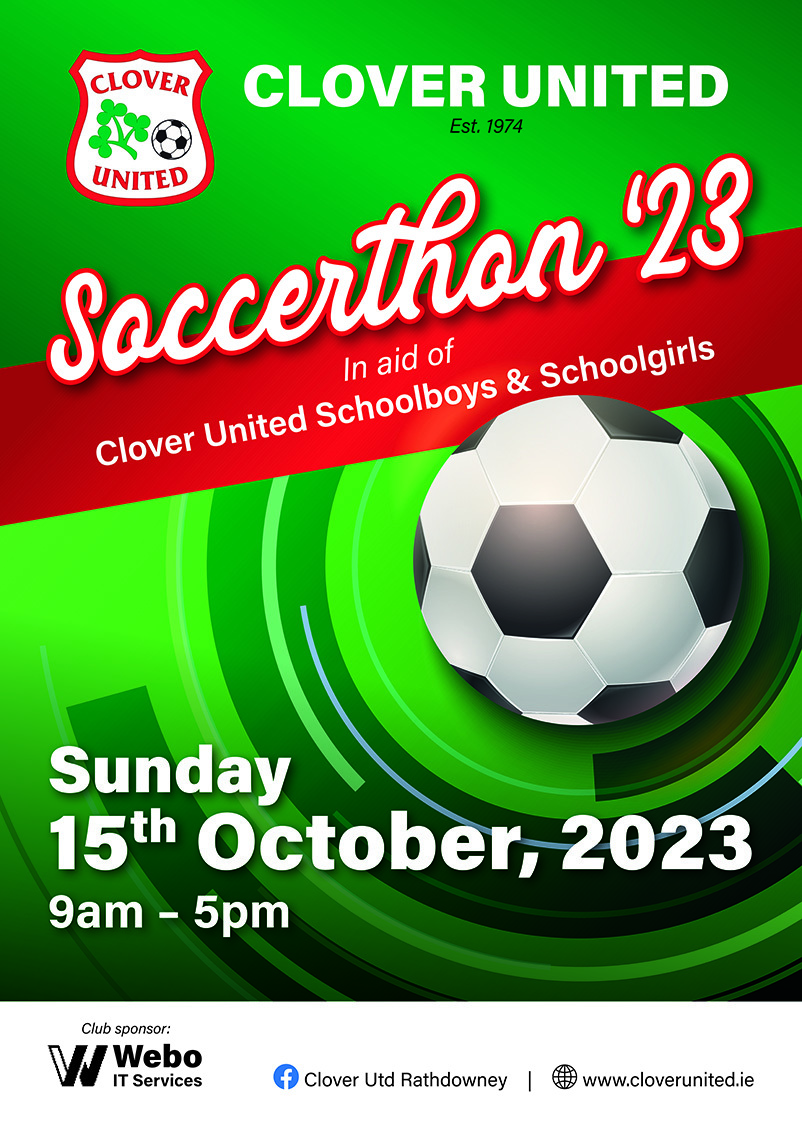 CLOVER
UNITED
CLOVER UNITED
Est. 1974
Soccerthon '23
In aid of
Clover United Schoolboys & Schoolgirls
Sunday
15th October, 2023
9am – 5pm
Club sponsor:
W Webo
IT Services
Clover Utd Rathdowney | www.cloverunited.ie